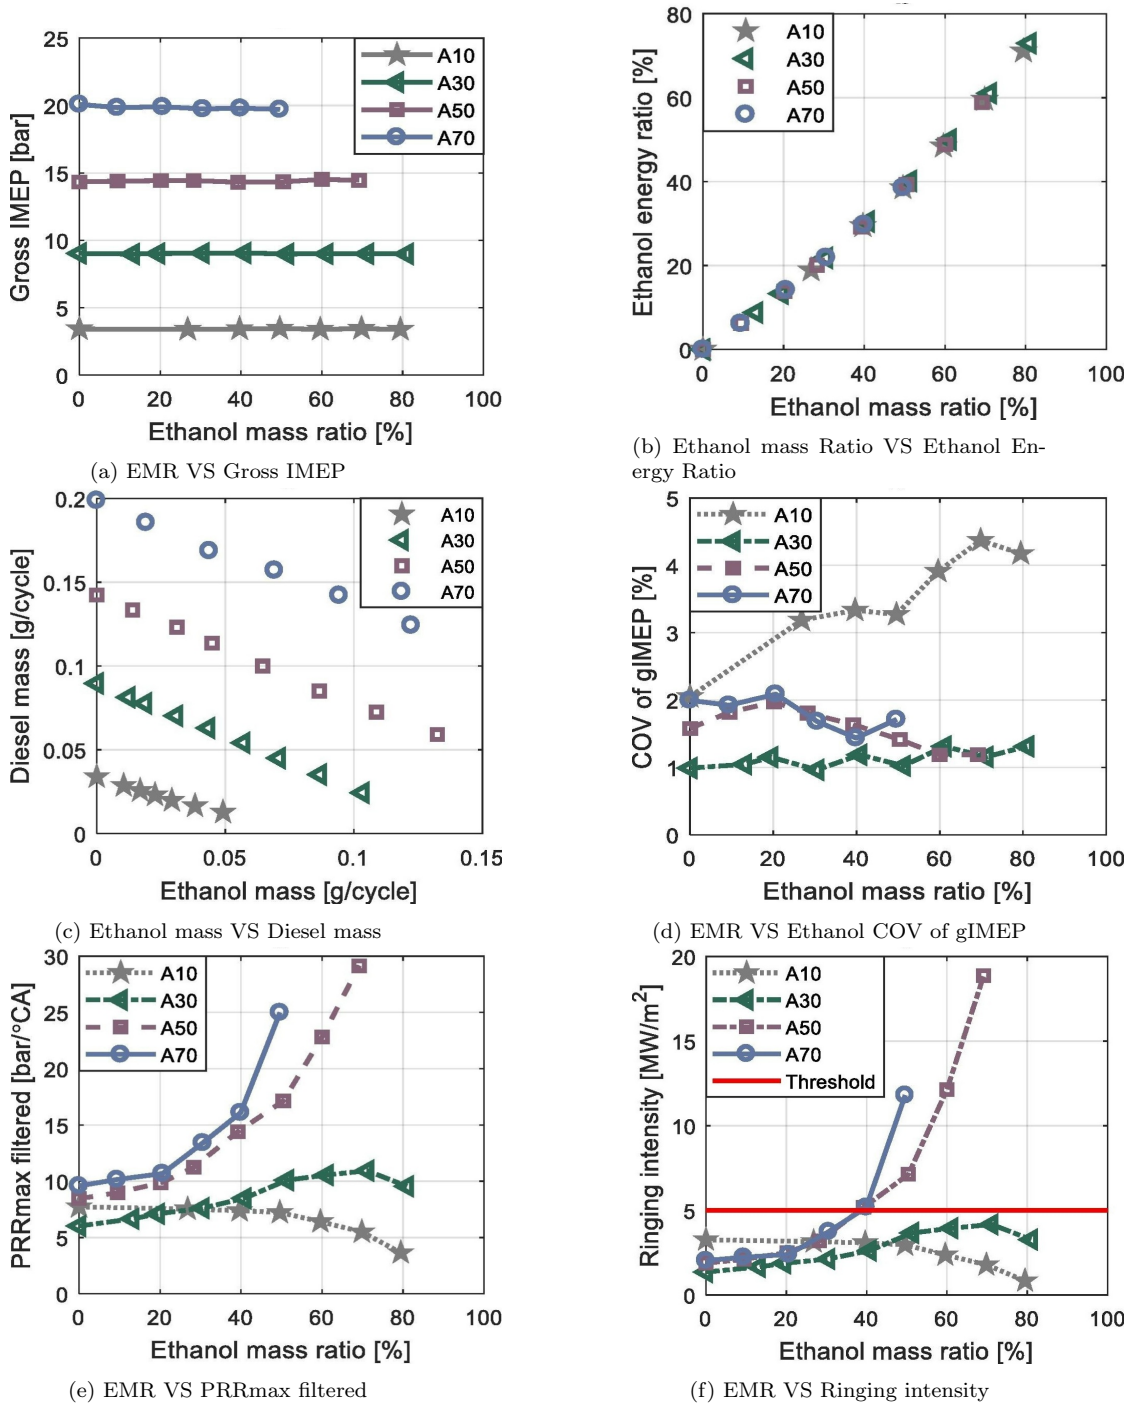 25
20
15
10
5
0
0 20 40 60 80 100
Gross IMEP [bar]
Ethanol mass ratio [%]
A10
A30
A50
A70
(a) EMR VS Gross IMEP
80
60
40
20
0
0 20 40 60 80 100
Ethanol energy ratio [%]
Ethanol mass ratio [%]
A10
A30
A50
A70
(b) Ethanol mass Ratio VS Ethanol En-
ergy Ratio
0.2
0.15
0.1
0.05
0
0 0.05 0.1 0.15
Diesel mass [g/cycle]
Ethanol mass [g/cycle]
A10
A30
A50
A70
(c) Ethanol mass VS Diesel mass
5
4
3
2
1
0
0 20 40 60 80 100
COV of gIMEP [%]
Ethanol mass ratio [%]
A10
A30
A50
A70
(d) EMR VS Ethanol COV of gIMEP
30
25
20
15
10
5
0
0 20 40 60 80 100
PRRmax filtered [bar/°CA]
Ethanol mass ratio [%]
A10
A30
A50
A70
(e) EMR VS PRRmax filtered
20
15
10
5
0
0 20 40 60 80 100
Ringing intensity [MW/m²]
Ethanol mass ratio [%]
A10
A30
A50
A70
Threshold
(f) EMR VS Ringing intensity